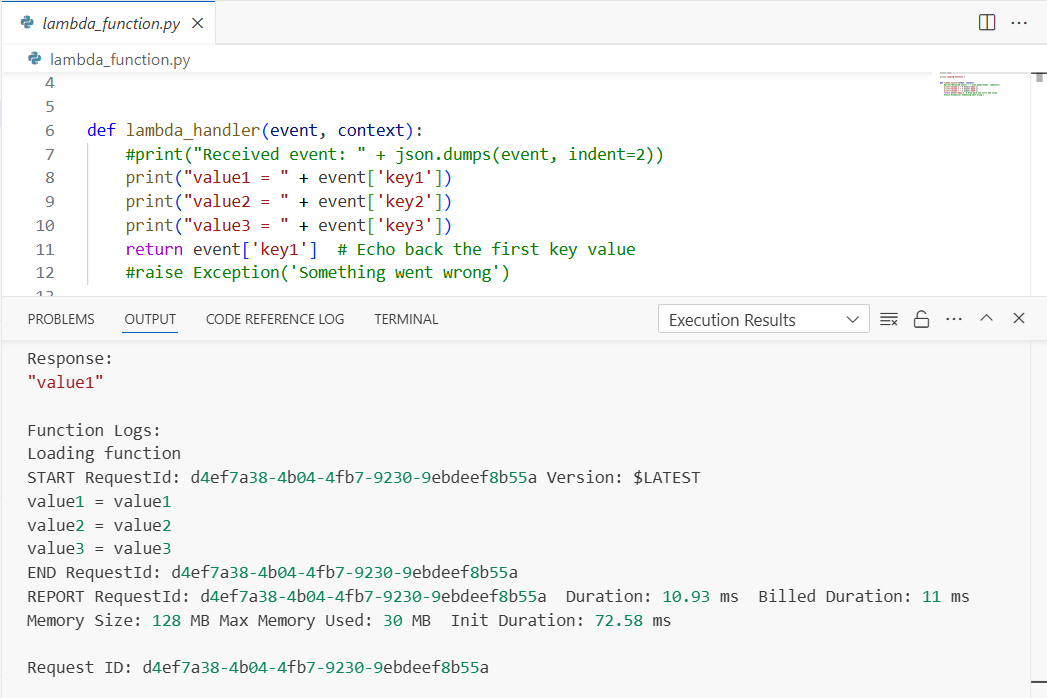 lambda_function.py
lambda_function.py
4
5
6 def lambda_handler(event, context):
7 #print("Received event: " + json.dumps(event, indent=2))
8 print("value1 = " + event['key1'])
9 print("value2 = " + event['key2'])
10 print("value3 = " + event['key3'])
11 return event['key1']  # Echo back the first key value
12 #raise Exception('Something went wrong')
PROBLEMS OUTPUT CODE REFERENCE LOG TERMINAL Execution Results
Response:
"value1"
Function Logs:
Loading function
START RequestId: d4ef7a38-4b04-4fb7-9230-9ebdeef8b55a Version: $LATEST
value1 = value1
value2 = value2
value3 = value3
END RequestId: d4ef7a38-4b04-4fb7-9230-9ebdeef8b55a
REPORT RequestId: d4ef7a38-4b04-4fb7-9230-9ebdeef8b55a  Duration: 10.93 ms  Billed Duration: 11 ms
Memory Size: 128 MB Max Memory Used: 30 MB  Init Duration: 72.58 ms
Request ID: d4ef7a38-4b04-4fb7-9230-9ebdeef8b55a